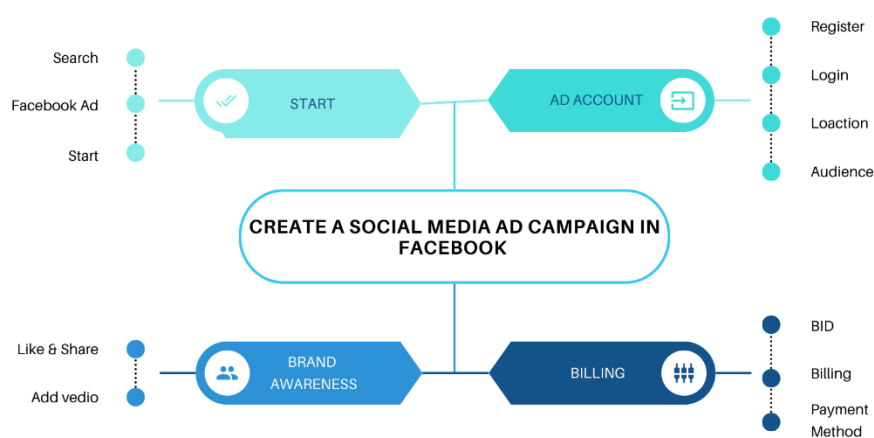 Search
Facebook Ad
Start
START
AD ACCOUNT
Register
Login
Loaction
Audience
CREATE A SOCIAL MEDIA AD CAMPAIGN IN
FACEBOOK
Like & Share
Add vedio
BRAND
AWARENESS
BILLING
BID
Billing
Payment
Method